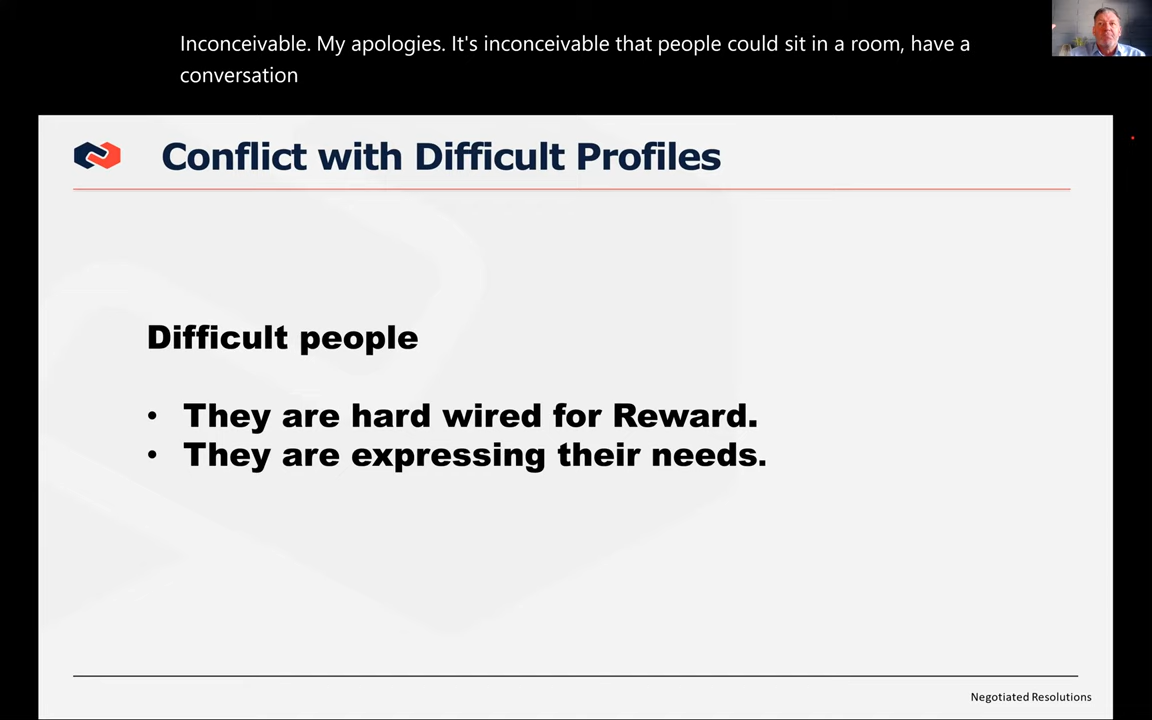 Inconceivable. My apologies. It's inconceivable that people could sit in a room, have a
conversation
Conflict with Difficult Profiles
Difficult people
• They are hard wired for Reward.
• They are expressing their needs.
Negotiated Resolutions